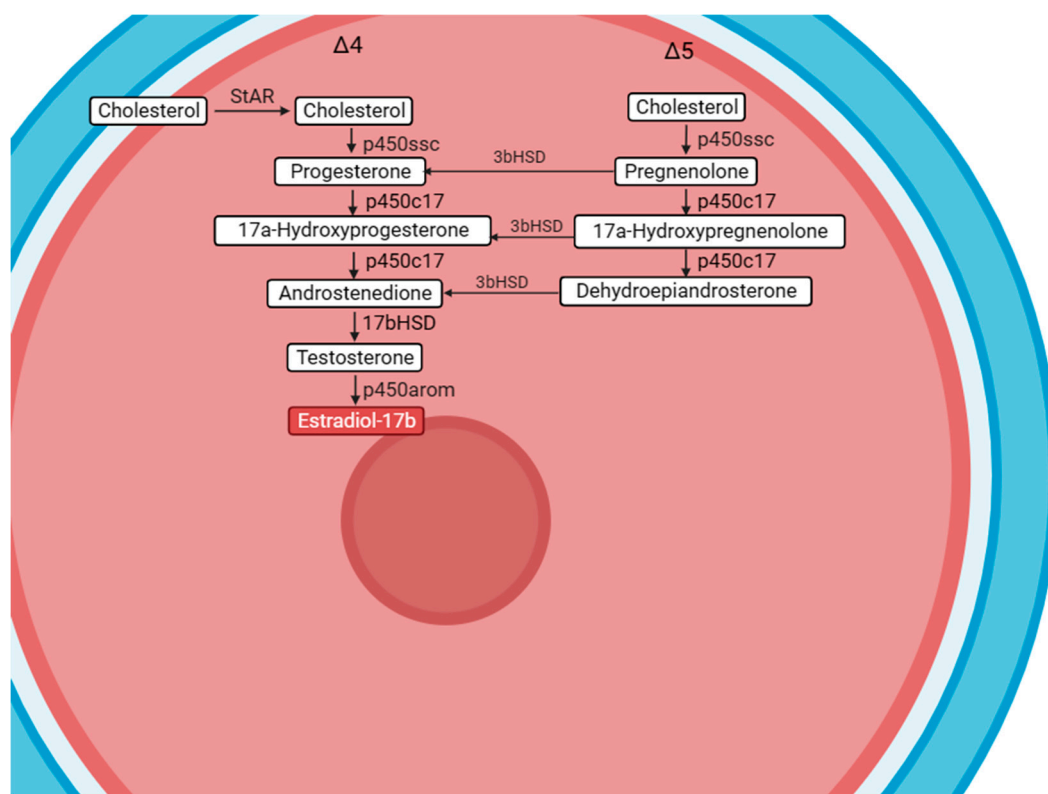 Δ4
Δ5
Cholesterol
StAR
Cholesterol
Cholesterol
p450ssc
p450ssc
Progesterone
3bHSD
Pregnenolone
p450c17
p450c17
17a-Hydroxyprogesterone
3bHSD
17a-Hydroxypregnenolone
p450c17
p450c17
Androstenedione
3bHSD
Dehydroepiandrosterone
17bHSD
Testosterone
p450arom
Estradiol-17b